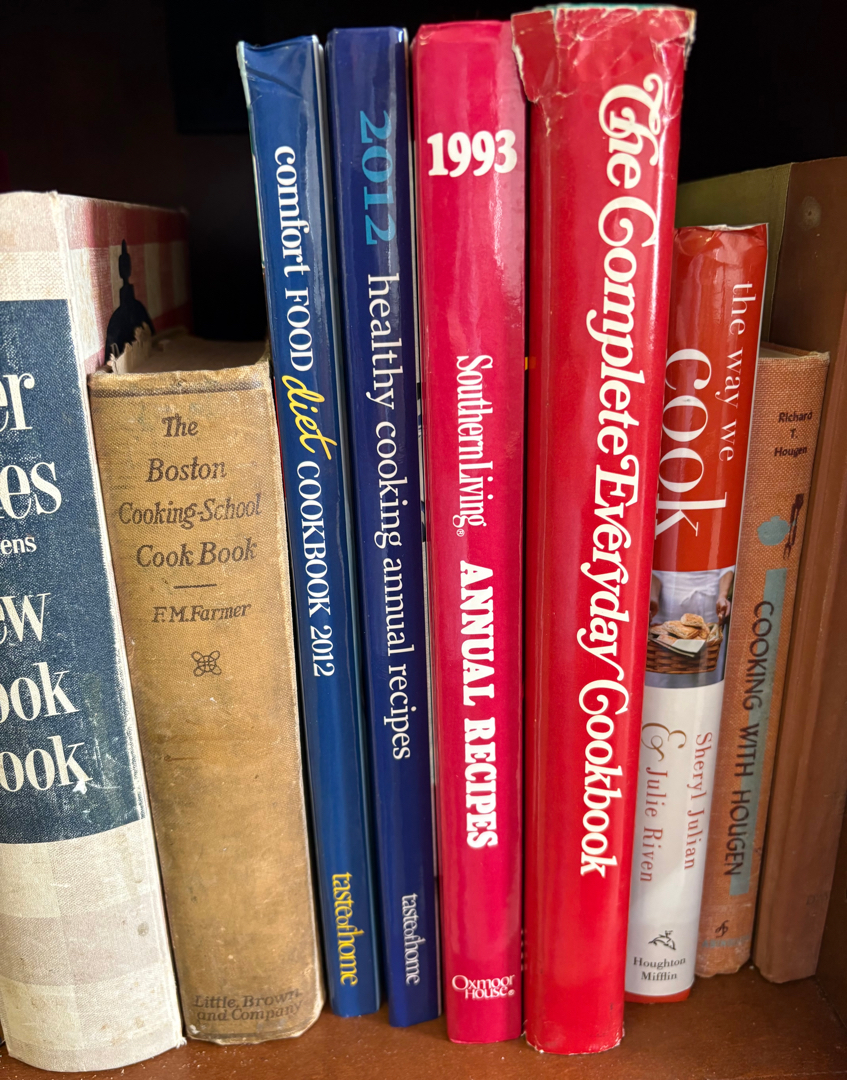 er
es
ens
ew
ook
ook
The
Boston
Cooking-School
Cook Book
F.M.Farmer
Little, Brown
and Company
comfort FOOD diet COOKBOOK 2012
tasteofhome
2012 healthy cooking annual recipes
tasteofhome
1993
Southern Living®
ANNUAL RECIPES
Oxmoor
House®
The Complete Everyday Cookbook
the way we
cook
Sheryl Julian
& Julie Riven
Houghton
Mifflin
Richard
T.
Hougen
COOKING WITH HOUGEN